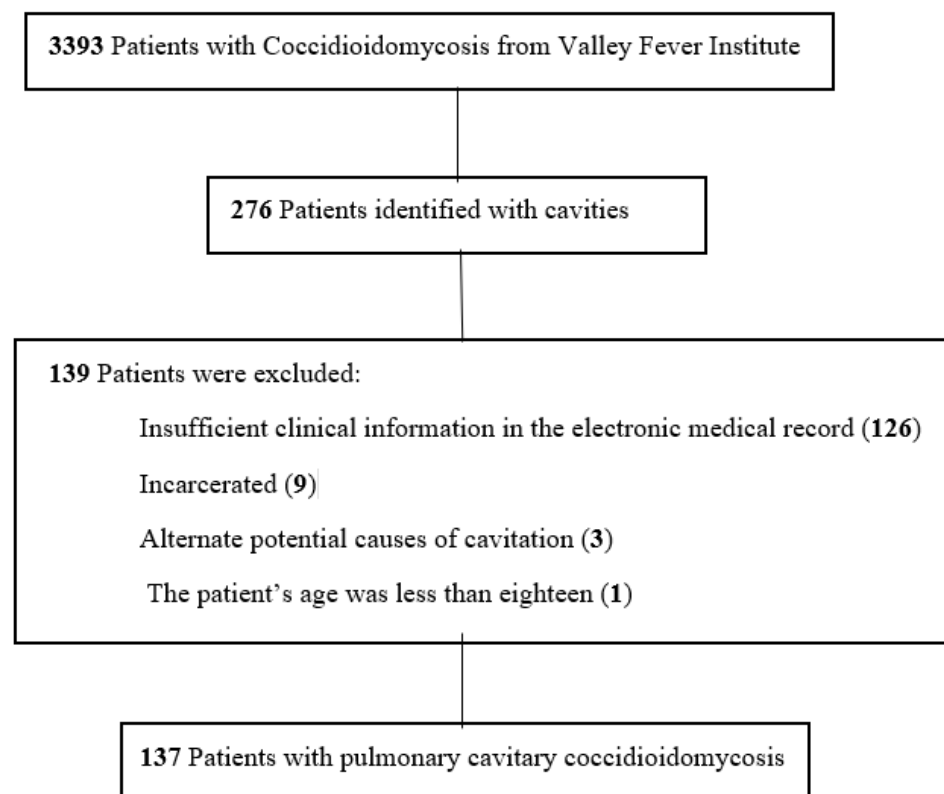 3393 Patients with Coccidioidomycosis from Valley Fever Institute
276 Patients identified with cavities
139 Patients were excluded:
Insufficient clinical information in the electronic medical record (126)
Incarcerated (9)
Alternate potential causes of cavitation (3)
The patient’s age was less than eighteen (1)
137 Patients with pulmonary cavitary coccidioidomycosis